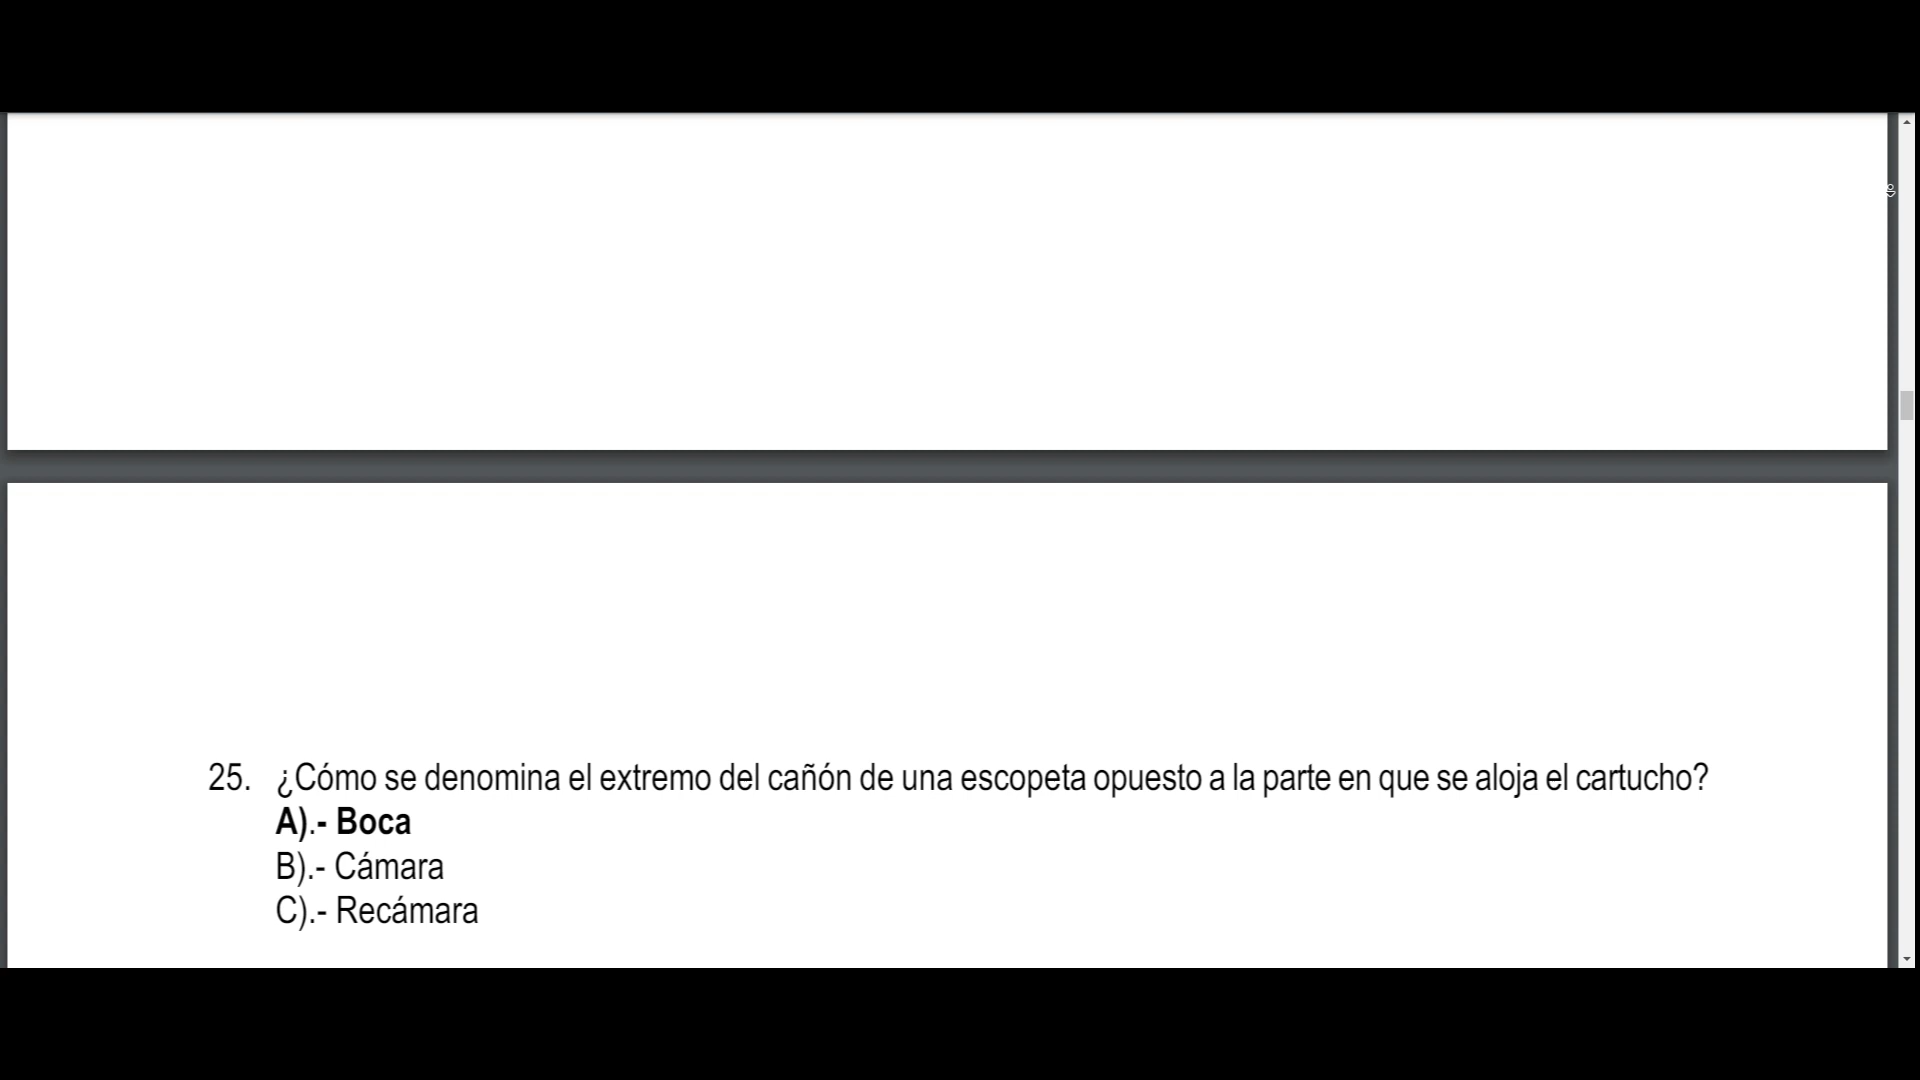 25. ¿Cómo se denomina el extremo del cañón de una escopeta opuesto a la parte en que se aloja el cartucho?
A).- Boca
B).- Cámara
C).- Recámara